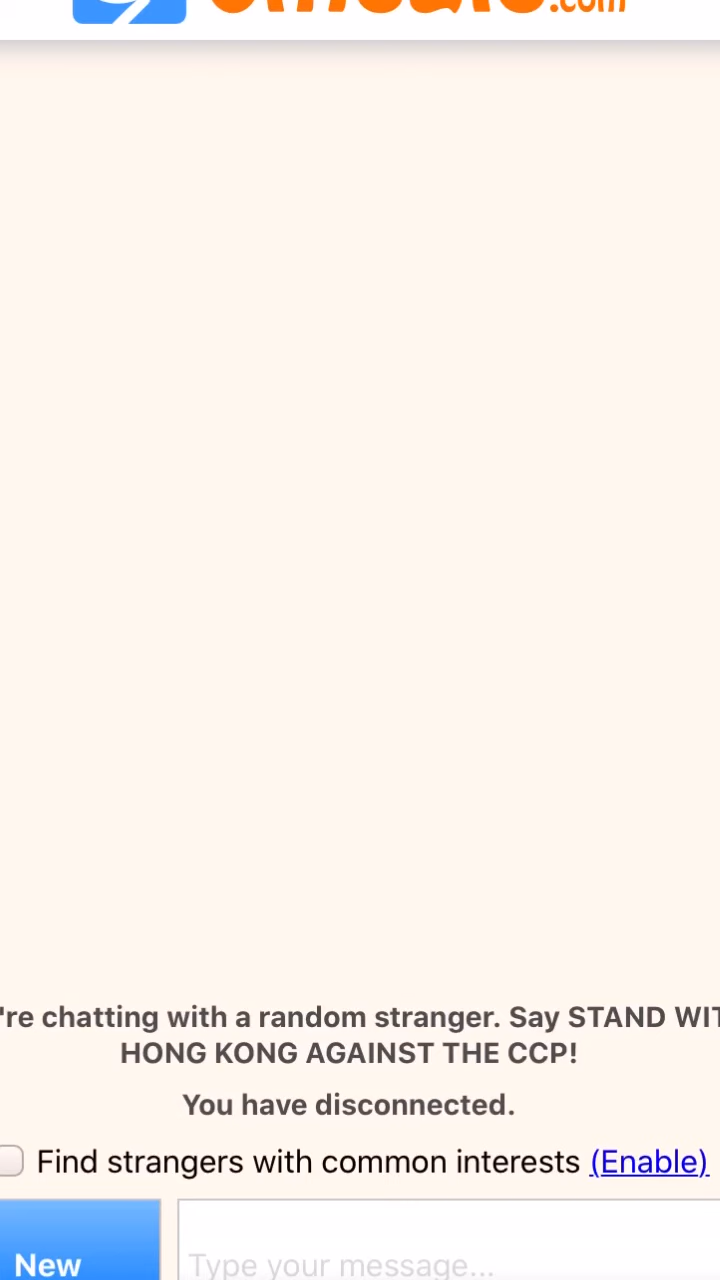 .com
're chatting with a random stranger. Say STAND WIT
HONG KONG AGAINST THE CCP!
You have disconnected.
Find strangers with common interests (Enable)
New
Type your message...